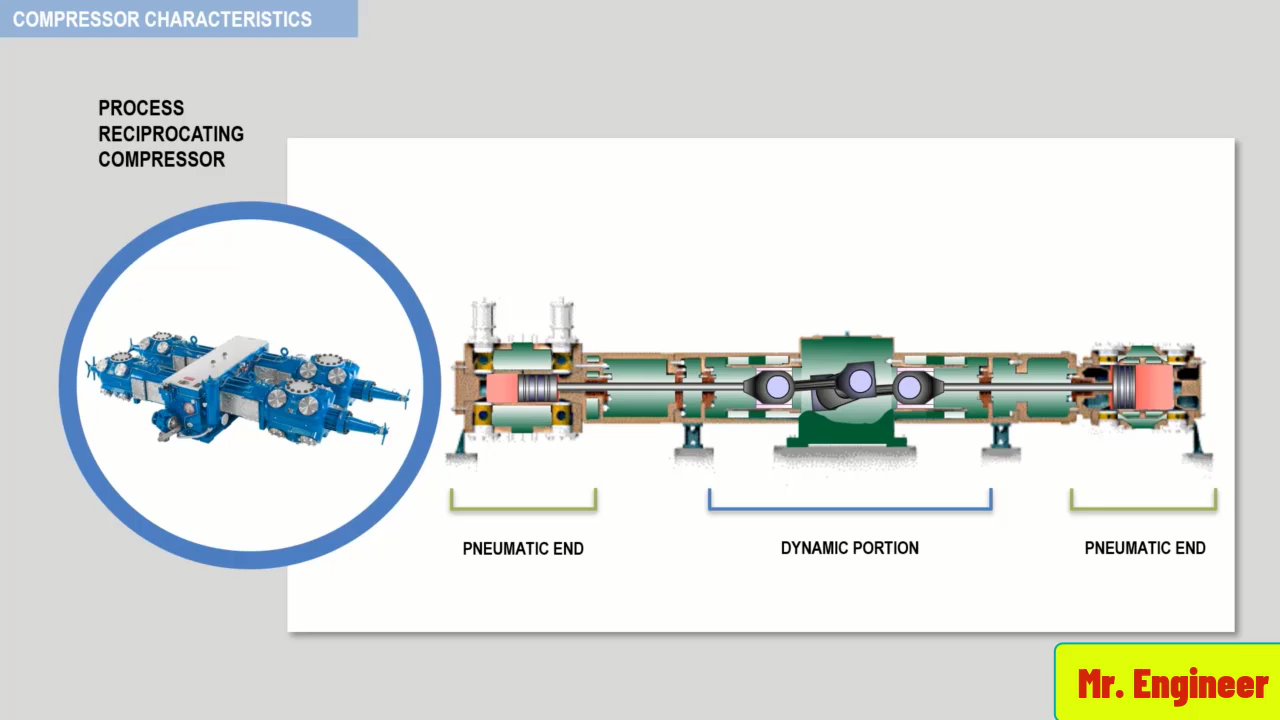 COMPRESSOR CHARACTERISTICS
PROCESS
RECIPROCATING
COMPRESSOR
PNEUMATIC END
DYNAMIC PORTION
PNEUMATIC END
Mr. Engineer